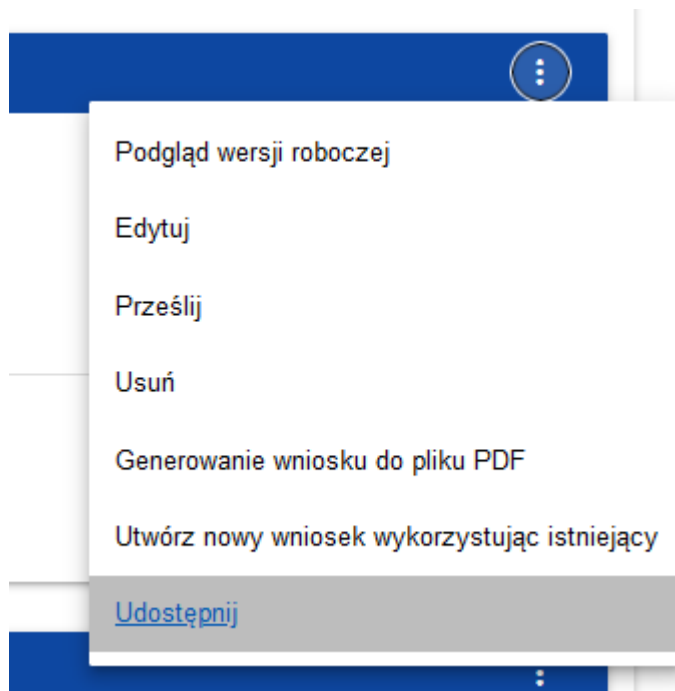 Podgląd wersji roboczej
Edytuj
Prześlij
Usuń
Generowanie wniosku do pliku PDF
Utwórz nowy wniosek wykorzystując istniejący
Udostępnij